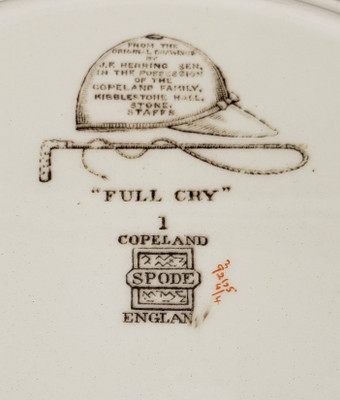 FROM THE
ORIGINAL ENGRAVING
BY
J.F. HERRING SEN.
IN THE POSSESSION
OF THE
COPELAND FAMILY,
KIBBLESTONE HALL,
STONE,
STAFFS
"FULL CRY"
1
COPELAND
SPODE
ENGLAN